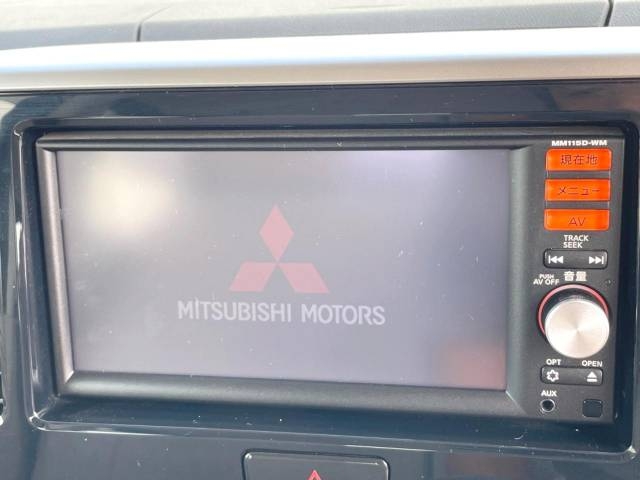 MM115D-WM
現在地
メニュー
AV
TRACK
SEEK
PUSH
AV OFF
音量
MITSUBISHI MOTORS
OPT
OPEN
AUX